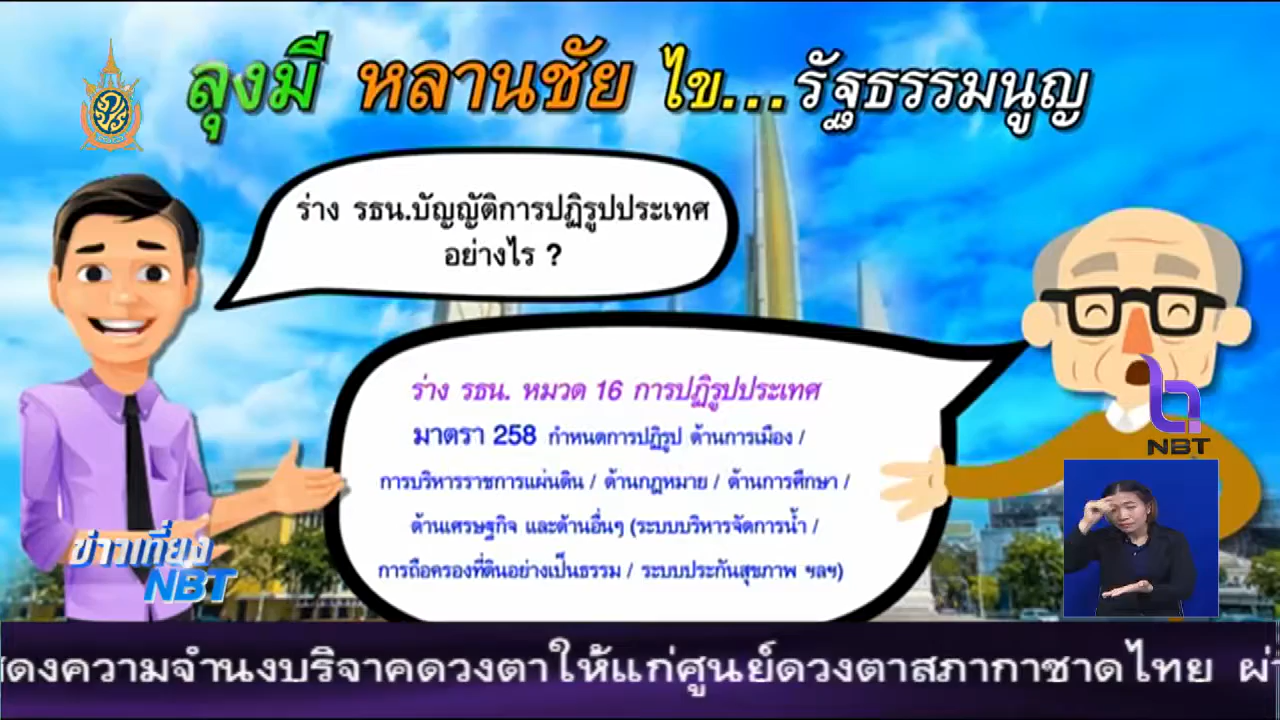 ลุงมี หลานชัย ไข...รัฐธรรมนูญ
ร่าง รธน.บัญญัติการปฏิรูปประเทศ
อย่างไร ?
ร่าง รธน. หมวด 16 การปฏิรูปประเทศ
มาตรา 258 กำหนดการปฏิรูป ด้านการเมือง /
การบริหารราชการแผ่นดิน / ด้านกฎหมาย / ด้านการศึกษา /
ด้านเศรษฐกิจ และด้านอื่นๆ (ระบบบริหารจัดการน้ำ /
การถือครองที่ดินอย่างเป็นธรรม / ระบบประกันสุขภาพ ฯลฯ)
NBT
ข่าวเที่ยง
NBT
สดงความจำนงบริจาคดวงตาให้แก่ศูนย์ดวงตาสภากาชาดไทย ผ่า